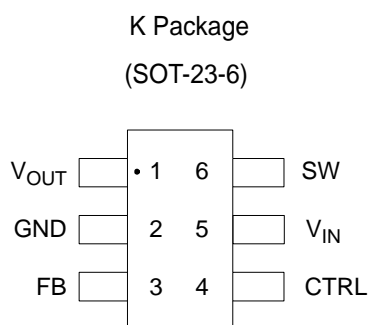 K Package
(SOT-23-6)
VOUT • 1 6 SW
GND 2 5 VIN
FB 3 4 CTRL